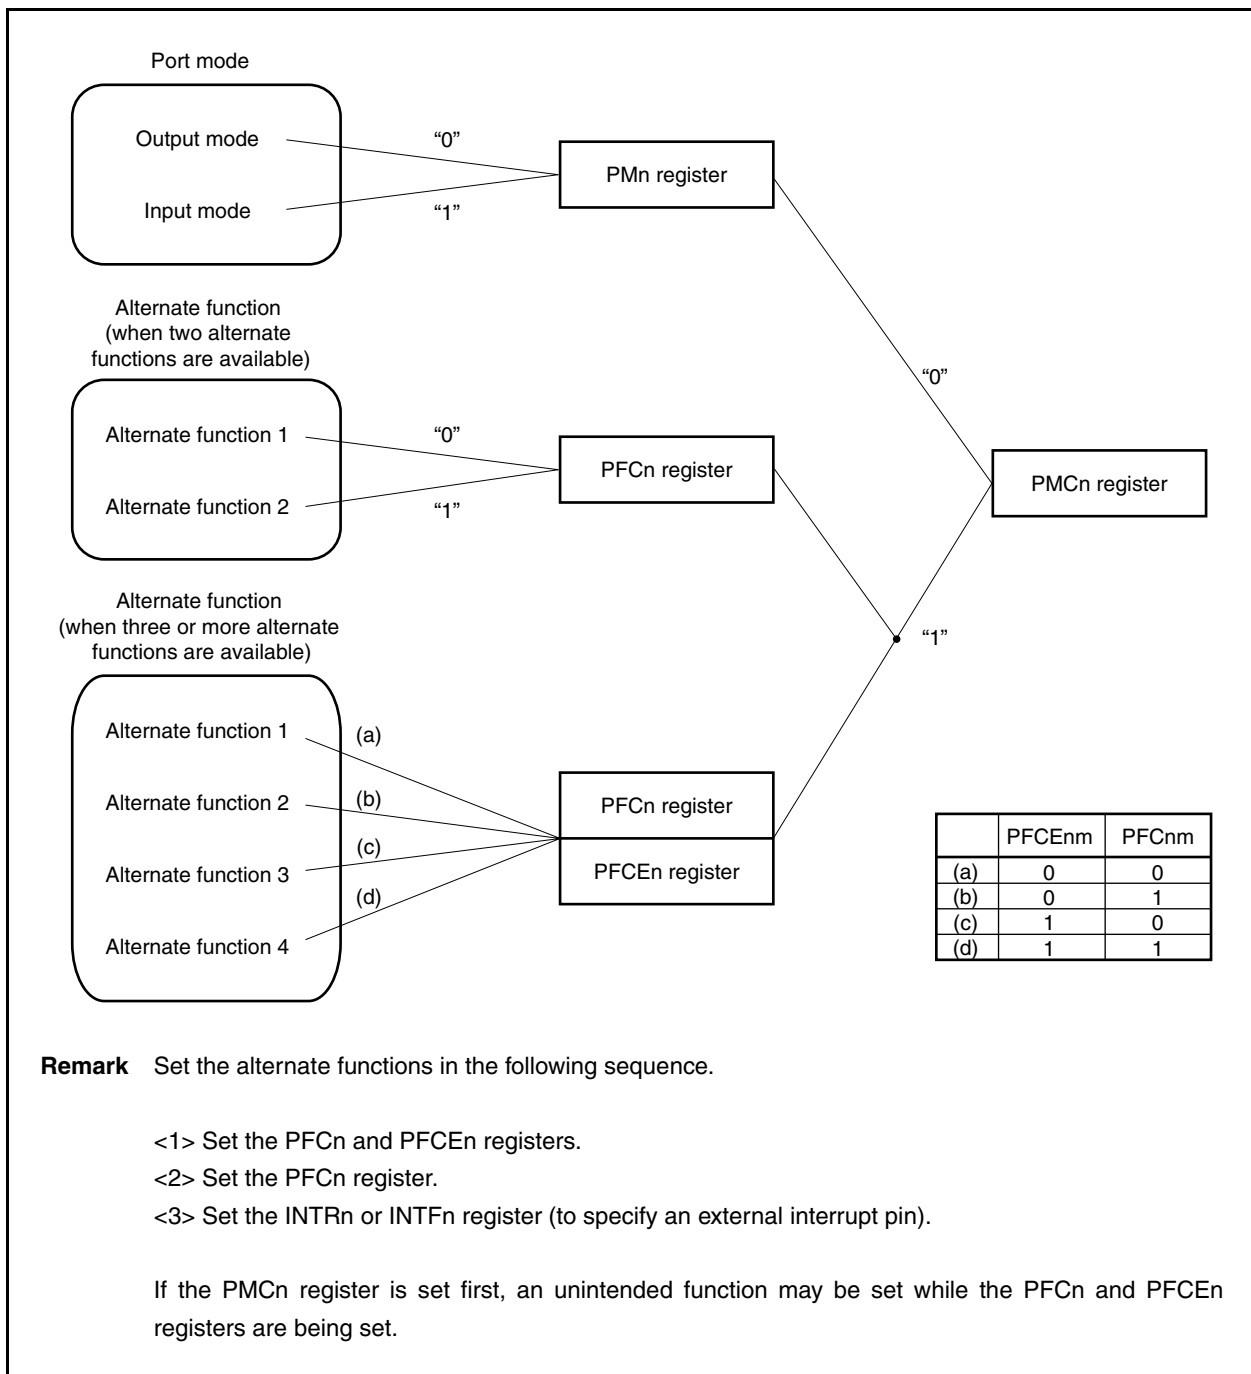 Port mode
Output mode
Input mode
“0”
“1”
PMn register
Alternate function
(when two alternate
functions are available)
Alternate function 1
Alternate function 2
“0”
“1”
PFCn register
“0”
PMCn register
Alternate function
(when three or more alternate
functions are available)
“1”
Alternate function 1
Alternate function 2
Alternate function 3
Alternate function 4
(a)
(b)
(c)
(d)
PFCn register
PFCEn register
PFCEnm PFCnm
(a) 0 0
(b) 0 1
(c) 1 0
(d) 1 1
Remark Set the alternate functions in the following sequence.
<1> Set the PFCn and PFCEn registers.
<2> Set the PFCn register.
<3> Set the INTRn or INTFn register (to specify an external interrupt pin).
If the PMCn register is set first, an unintended function may be set while the PFCn and PFCEn
registers are being set.